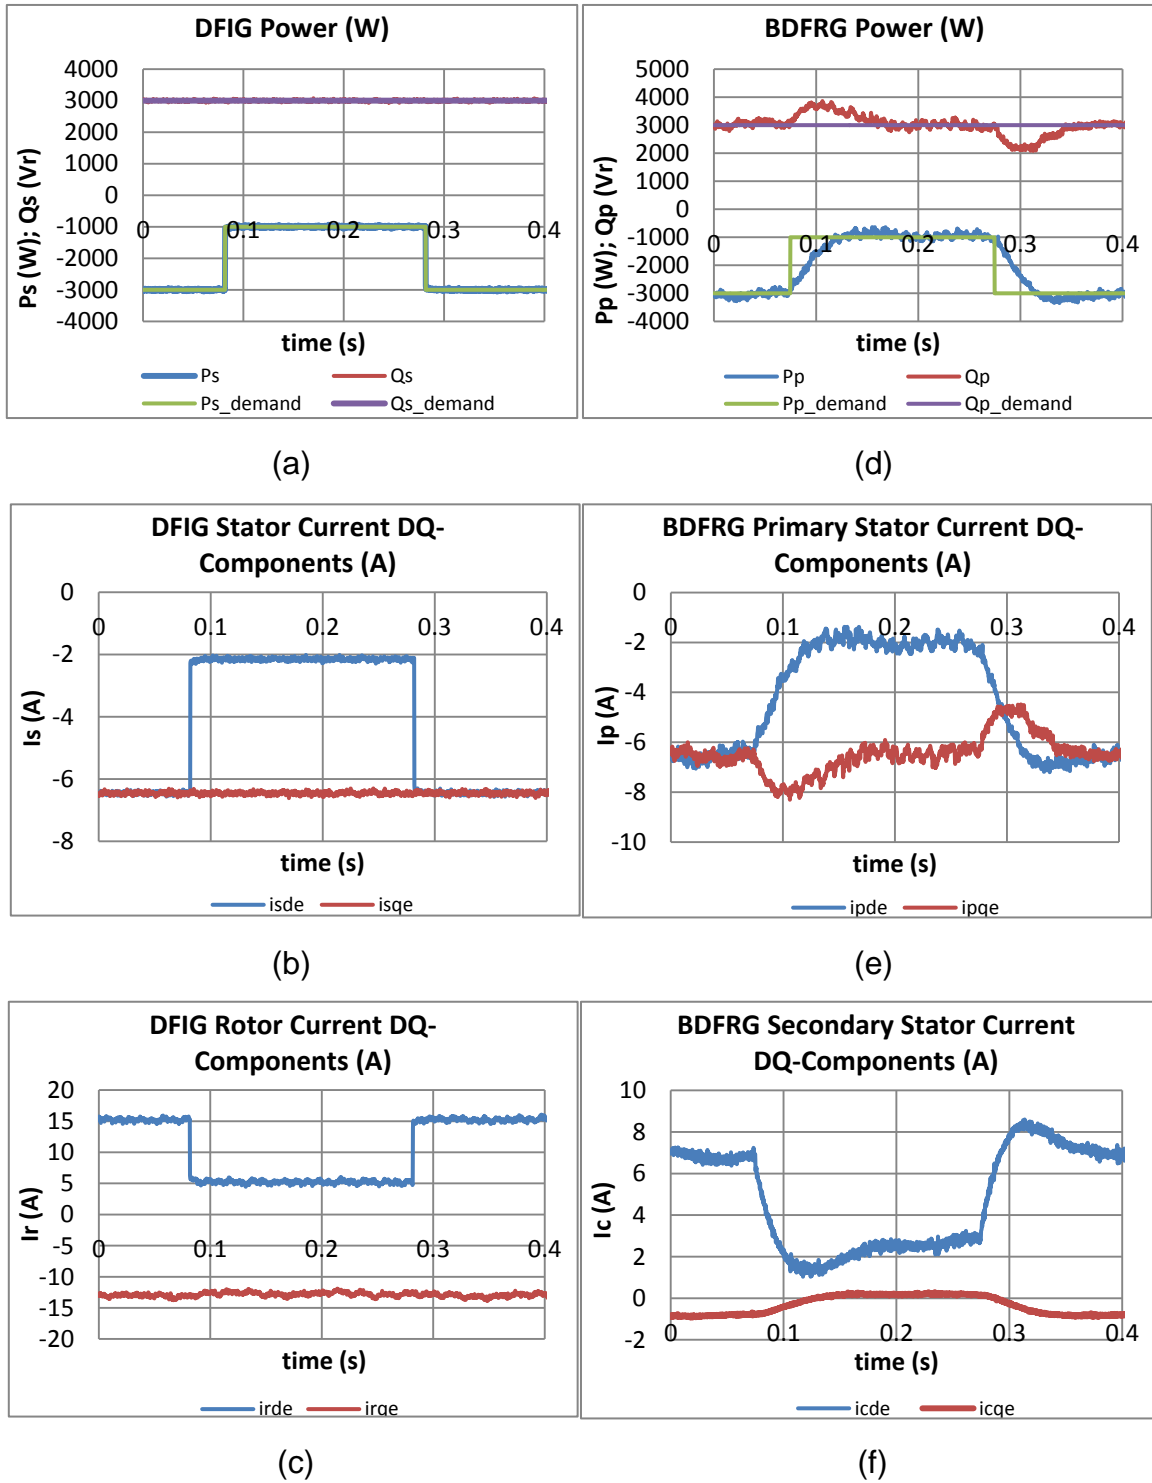 DFIG Power (W)
4000
3000
2000
1000
0
-1000
-2000
-3000
-4000
0 0.1 0.2 0.3 0.4
Ps (W); Qs (Vr)
time (s)
Ps Qs
Ps_demand Qs_demand
(a)
BDFRG Power (W)
5000
4000
3000
2000
1000
0
-1000
-2000
-3000
-4000
0 0.1 0.2 0.3 0.4
Pp (W); Qp (Vr)
time (s)
Pp Qp
Pp_demand Qp_demand
(d)
DFIG Stator Current DQ-
Components (A)
0
-2
-4
-6
-8
0 0.1 0.2 0.3 0.4
Is (A)
time (s)
isde isqe
(b)
BDFRG Primary Stator Current DQ-
Components (A)
0
-2
-4
-6
-8
-10
0 0.1 0.2 0.3 0.4
Ip (A)
time (s)
ipde ipqe
(e)
DFIG Rotor Current DQ-
Components (A)
20
15
10
5
0
-5
-10
-15
-20
0 0.1 0.2 0.3 0.4
Ir (A)
time (s)
irde irqe
(c)
BDFRG Secondary Stator Current
DQ-Components (A)
10
8
6
4
2
0
-2
0 0.1 0.2 0.3 0.4
Ic (A)
time (s)
icde icqe
(f)